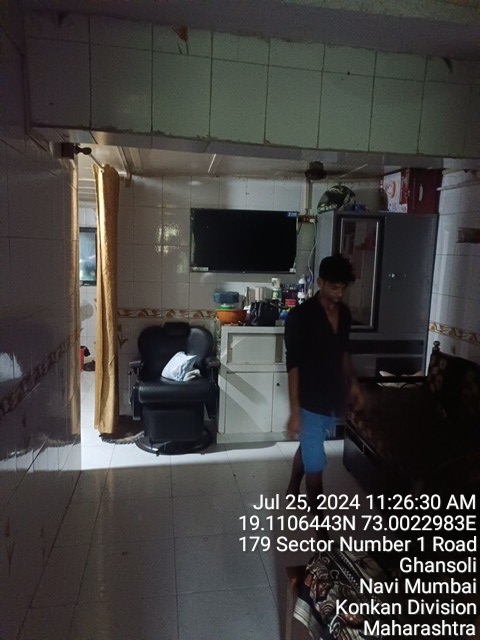 Jul 25, 2024 11:26:30 AM
19.1106443N 73.0022983E
179 Sector Number 1 Road
Ghansoli
Navi Mumbai
Konkan Division
Maharashtra